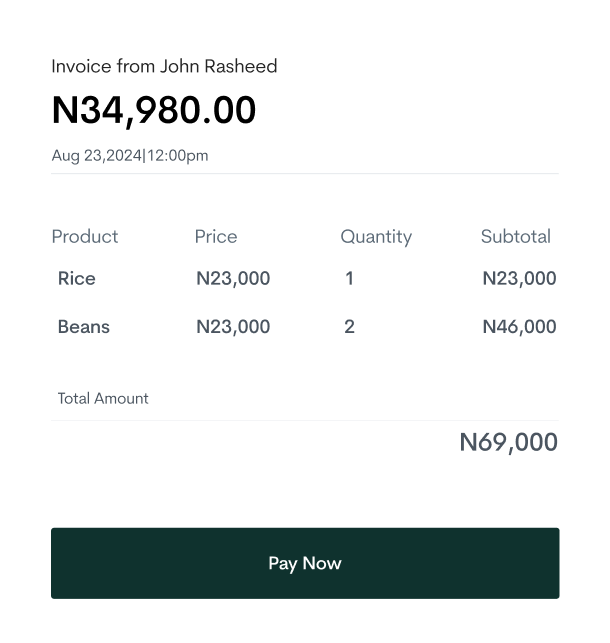 Invoice from John Rasheed
N34,980.00
Aug 23,2024|12:00pm
Product Price Quantity Subtotal
Rice N23,000 1 N23,000
Beans N23,000 2 N46,000
Total Amount
N69,000
Pay Now